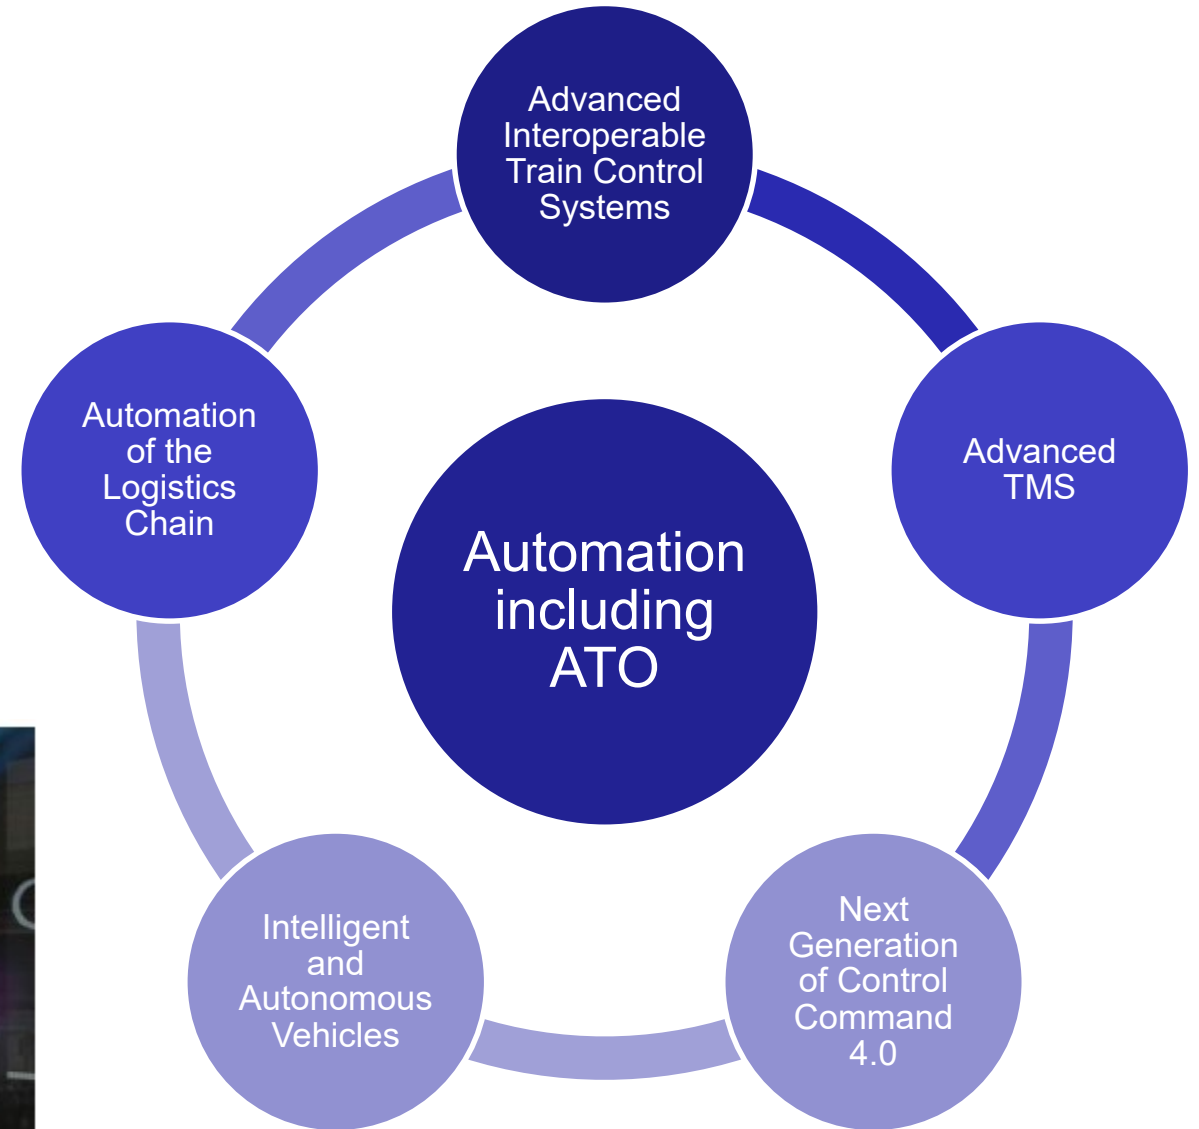 Advanced
Interoperable
Train Control
Systems
Advanced
TMS
Next
Generation
of Control
Command
4.0
Intelligent
and
Autonomous
Vehicles
Automation
of the
Logistics
Chain
Automation
including
ATO